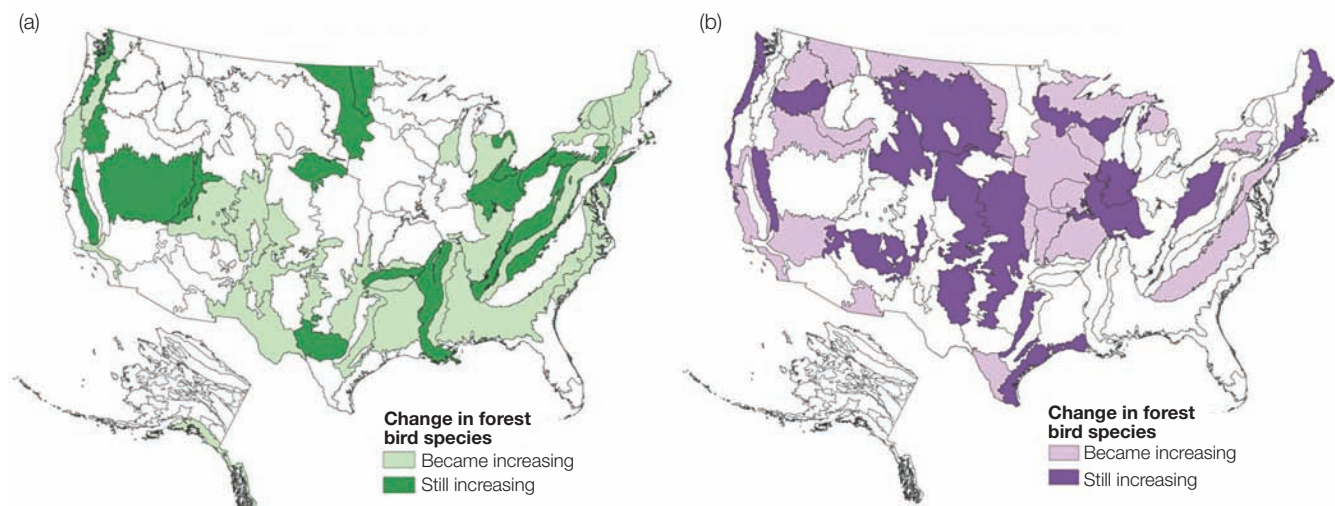 (a)
Change in forest
bird species
Became increasing
Still increasing
(b)
Change in forest
bird species
Became increasing
Still increasing